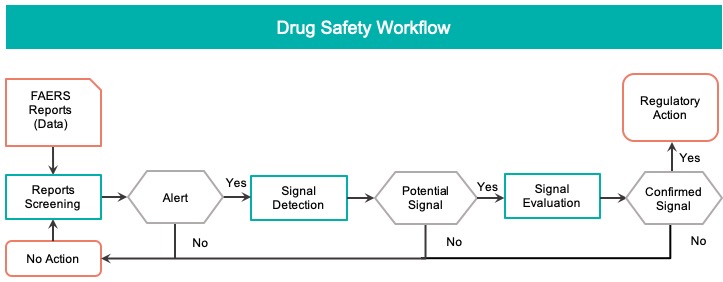 Drug Safety Workflow
FAERS
Reports
(Data)
Regulatory
Action
Reports
Screening
Alert
Yes
Signal
Detection
Potential
Signal
Yes
Signal
Evaluation
Confirmed
Signal
Yes
No
No
No
No Action